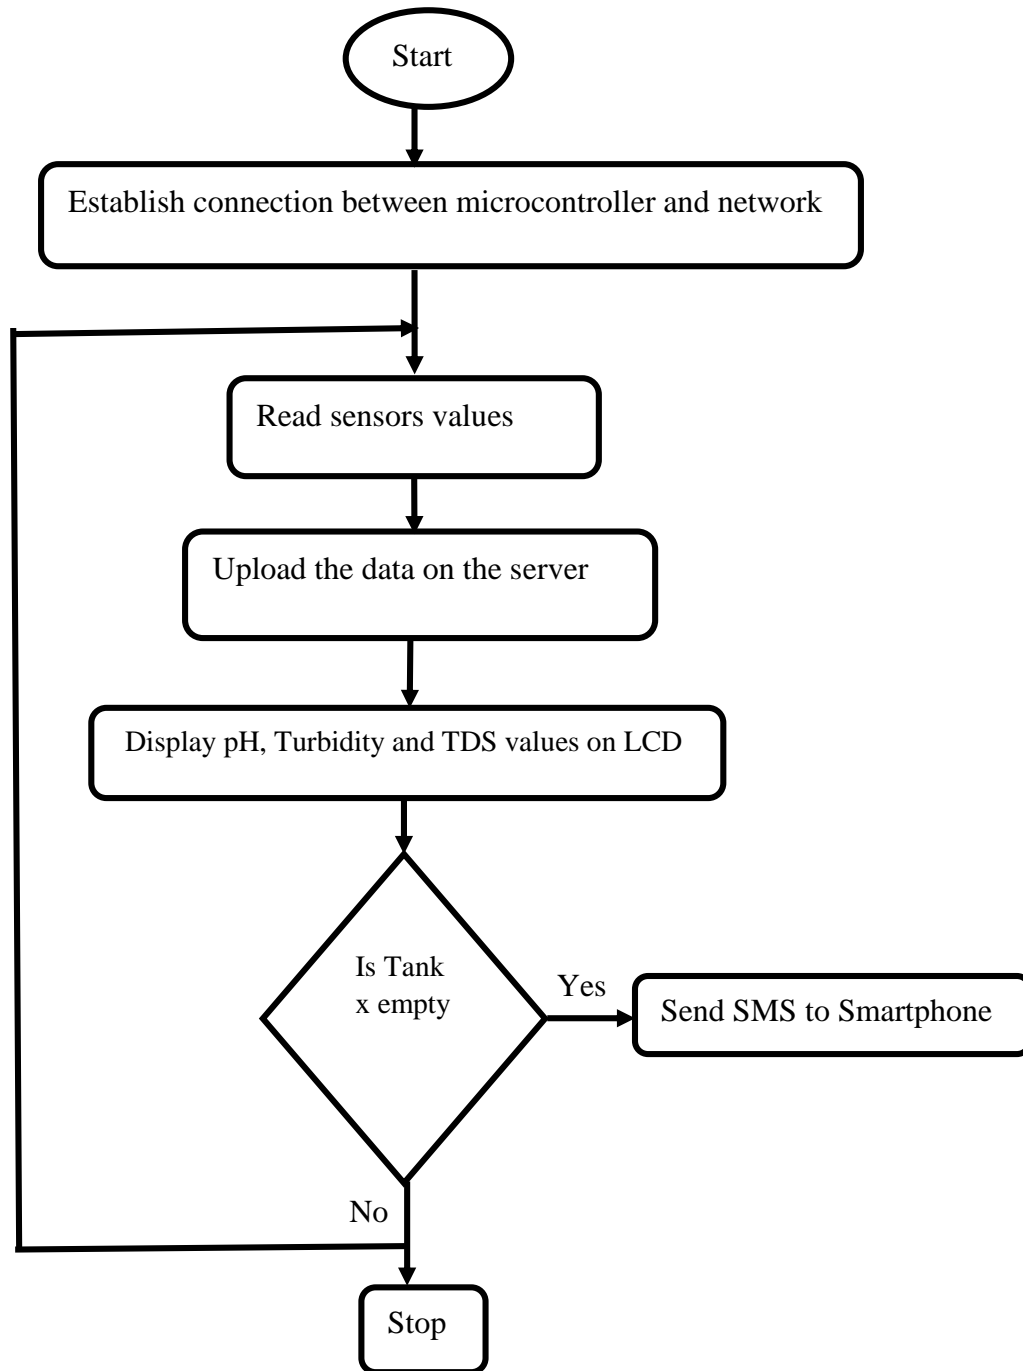 Start
Establish connection between microcontroller and network
Read sensors values
Upload the data on the server
Display pH, Turbidity and TDS values on LCD
Is Tank
x empty
Yes
Send SMS to Smartphone
No
Stop